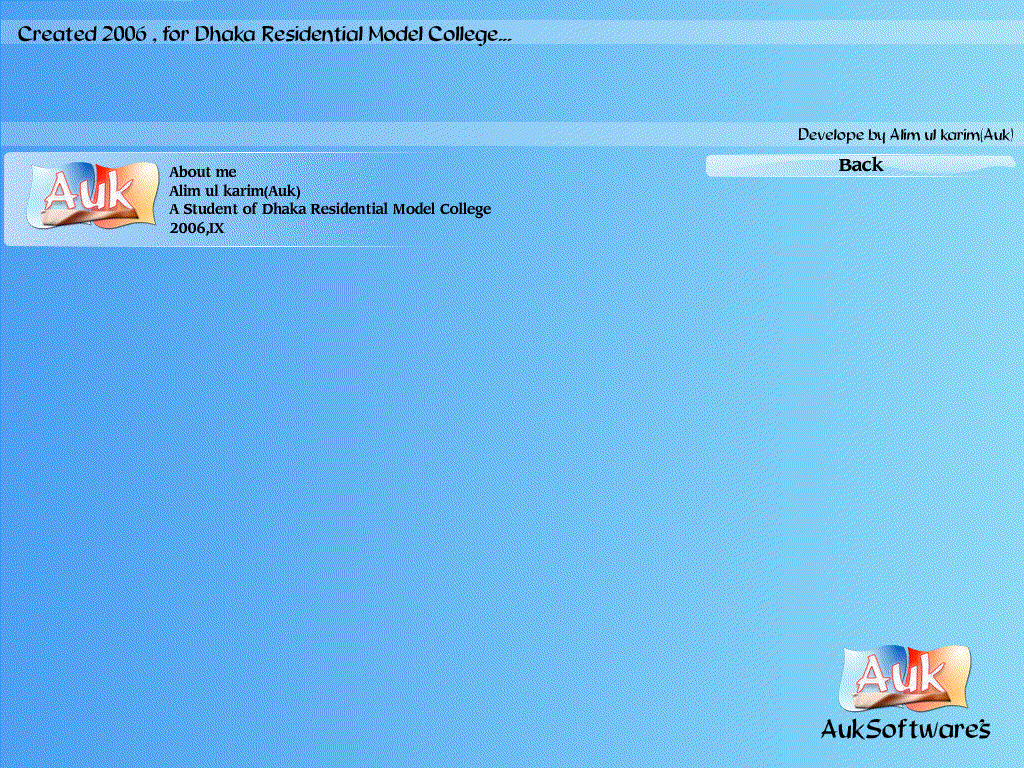 Created 2006 , for Dhaka Residential Model College...
Develope by Alim ul karim(Auk)
Back
Auk
About me
Alim ul karim(Auk)
A Student of Dhaka Residential Model College
2006,IX
Auk
AukSoftware's